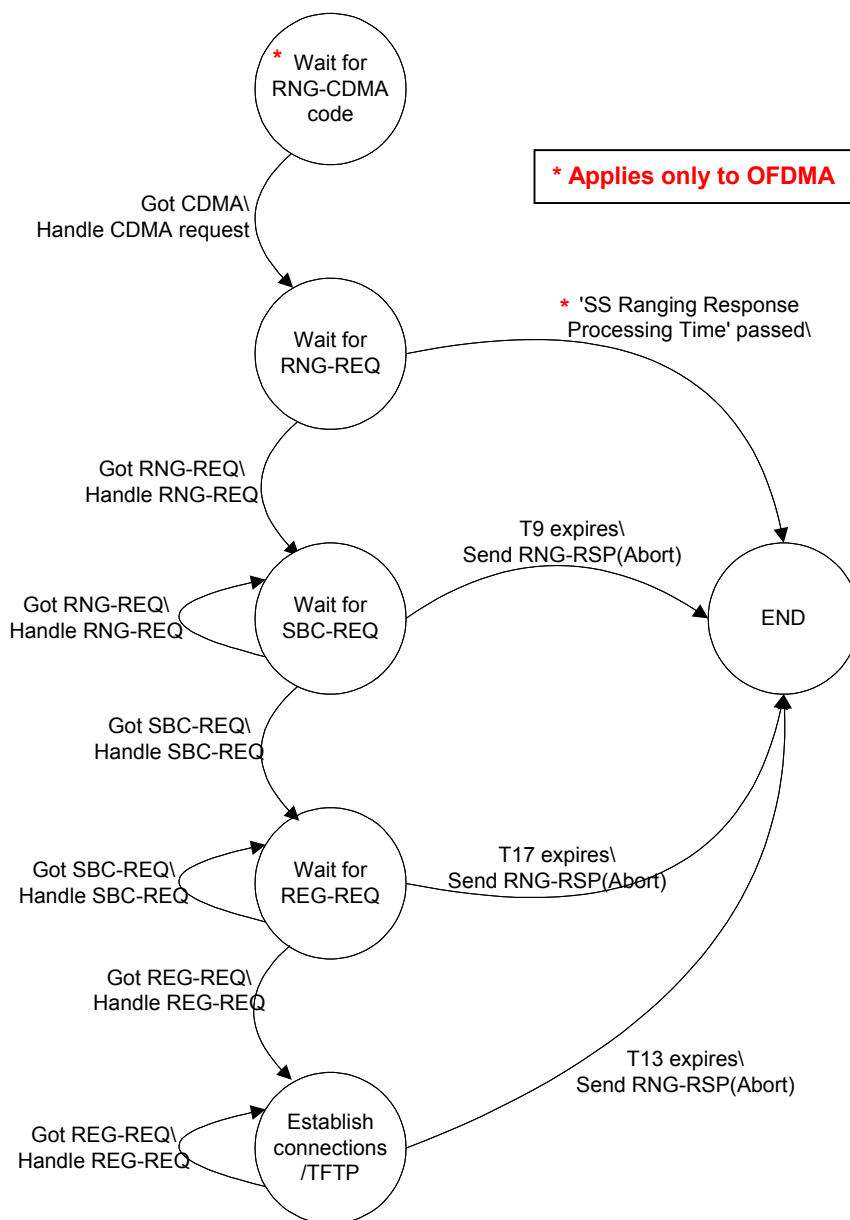 * Wait for
RNG-CDMA
code
* Applies only to OFDMA
Got CDMA\
Handle CDMA request
* 'SS Ranging Response
Processing Time' passed\
Wait for
RNG-REQ
Got RNG-REQ\
Handle RNG-REQ
T9 expires\
Send RNG-RSP(Abort)
Got RNG-REQ\
Handle RNG-REQ
Wait for
SBC-REQ
END
Got SBC-REQ\
Handle SBC-REQ
Got SBC-REQ\
Handle SBC-REQ
Wait for
REG-REQ
T17 expires\
Send RNG-RSP(Abort)
Got REG-REQ\
Handle REG-REQ
T13 expires\
Send RNG-RSP(Abort)
Got REG-REQ\
Handle REG-REQ
Establish
connections
/TFTP